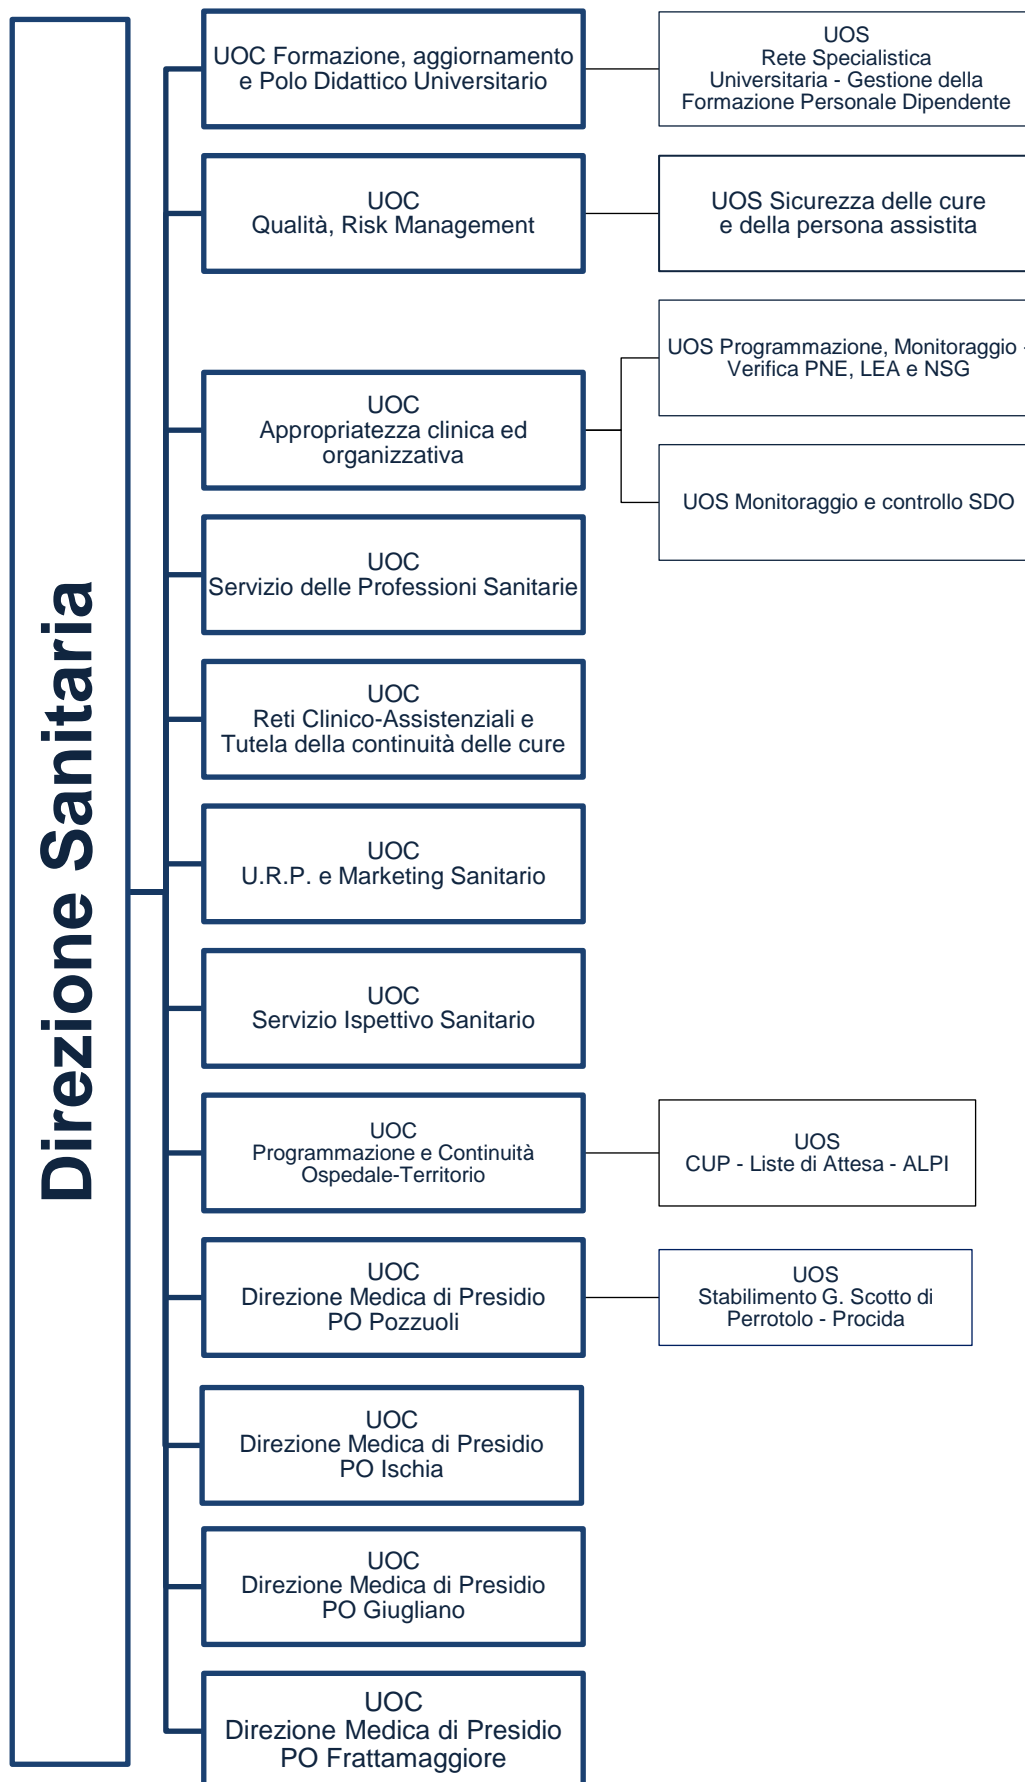 Direzione Sanitaria
UOC Formazione, aggiornamento
e Polo Didattico Universitario
UOS
Rete Specialistica
Universitaria - Gestione della
Formazione Personale Dipendente
UOC
Qualità, Risk Management
UOS Sicurezza delle cure
e della persona assistita
UOC
Appropriatezza clinica ed
organizzativa
UOS Programmazione, Monitoraggio -
Verifica PNE, LEA e NSG
UOS Monitoraggio e controllo SDO
UOC
Servizio delle Professioni Sanitarie
UOC
Reti Clinico-Assistenziali e
Tutela della continuità delle cure
UOC
U.R.P. e Marketing Sanitario
UOC
Servizio Ispettivo Sanitario
UOC
Programmazione e Continuità
Ospedale-Territorio
UOS
CUP - Liste di Attesa - ALPI
UOC
Direzione Medica di Presidio
PO Pozzuoli
UOS
Stabilimento G. Scotto di
Perrotolo - Procida
UOC
Direzione Medica di Presidio
PO Ischia
UOC
Direzione Medica di Presidio
PO Giugliano
UOC
Direzione Medica di Presidio
PO Frattamaggiore